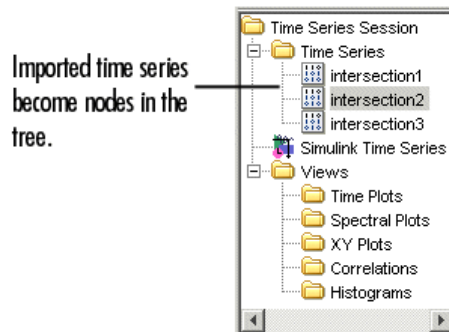 Imported time series
become nodes in the
tree.
Time Series Session
Time Series
intersection1
intersection2
intersection3
Simulink Time Series
Views
Time Plots
Spectral Plots
XY Plots
Correlations
Histograms